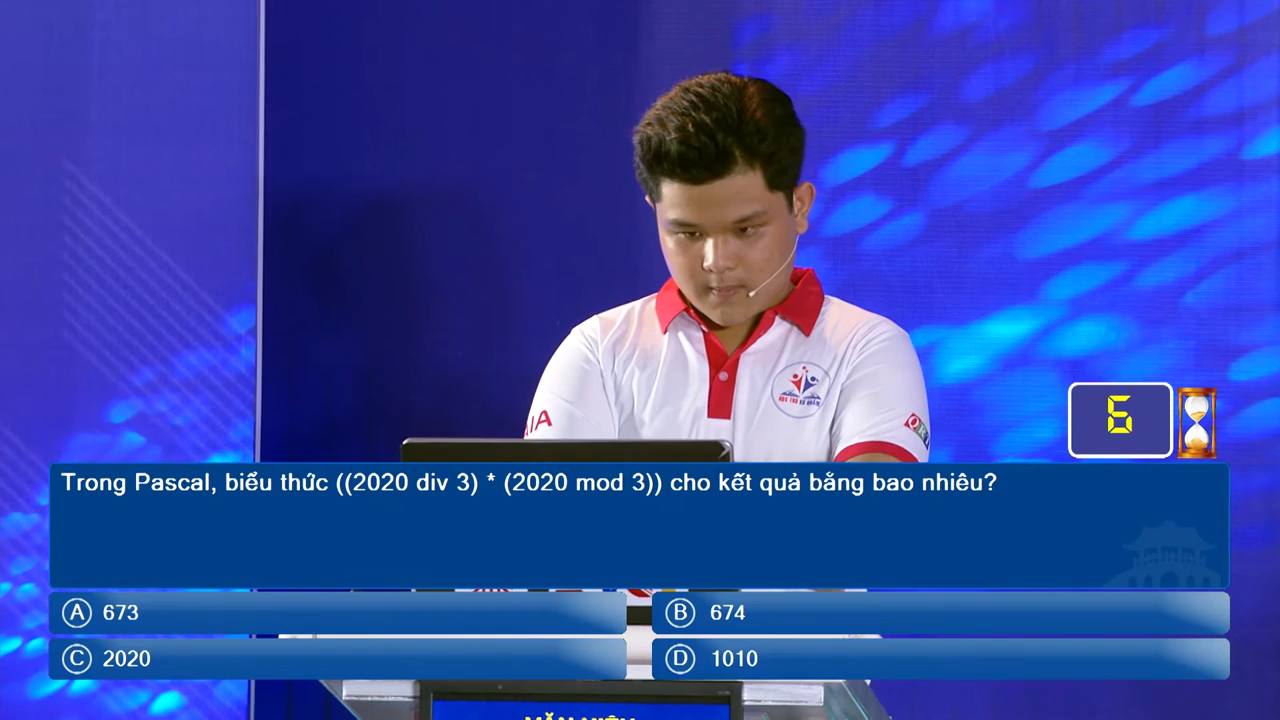 6
Trong Pascal, biểu thức ((2020 div 3) * (2020 mod 3)) cho kết quả bằng bao nhiêu?
A 673
B 674
C 2020
D 1010